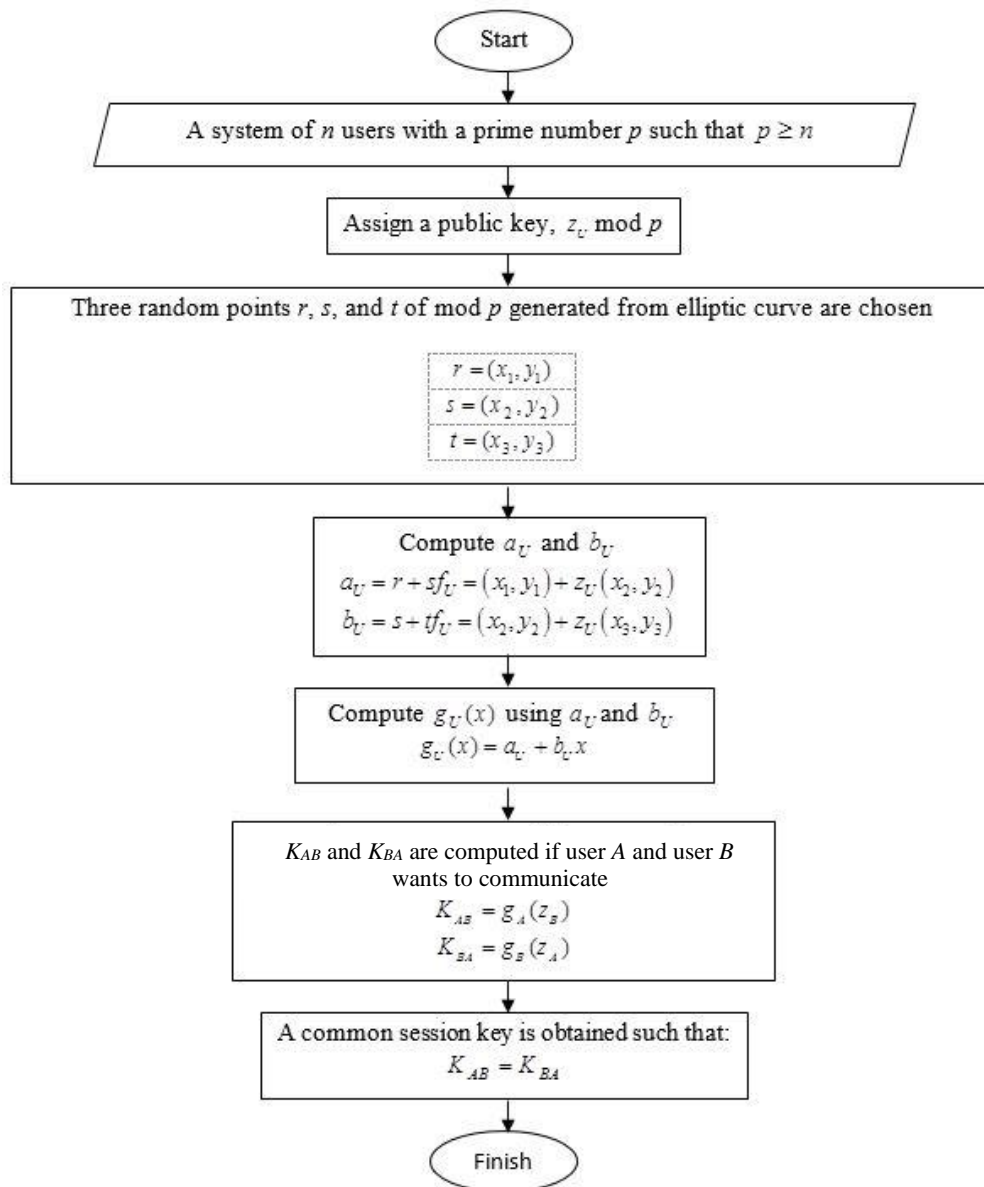 Start
A system of n users with a prime number p such that p ≥ n
Assign a public key, z_U mod p
Three random points r, s, and t of mod p generated from elliptic curve are chosen
r = (x_1, y_1)
s = (x_2, y_2)
t = (x_3, y_3)
Compute a_U and b_U
a_U = r + sf_U = (x_1, y_1) + z_U(x_2, y_2)
b_U = s + tf_U = (x_2, y_2) + z_U(x_3, y_3)
Compute g_U(x) using a_U and b_U
g_U(x) = a_U + b_U x
K_AB and K_BA are computed if user A and user B
wants to communicate
K_AB = g_A(z_B)
K_BA = g_B(z_A)
A common session key is obtained such that:
K_AB = K_BA
Finish